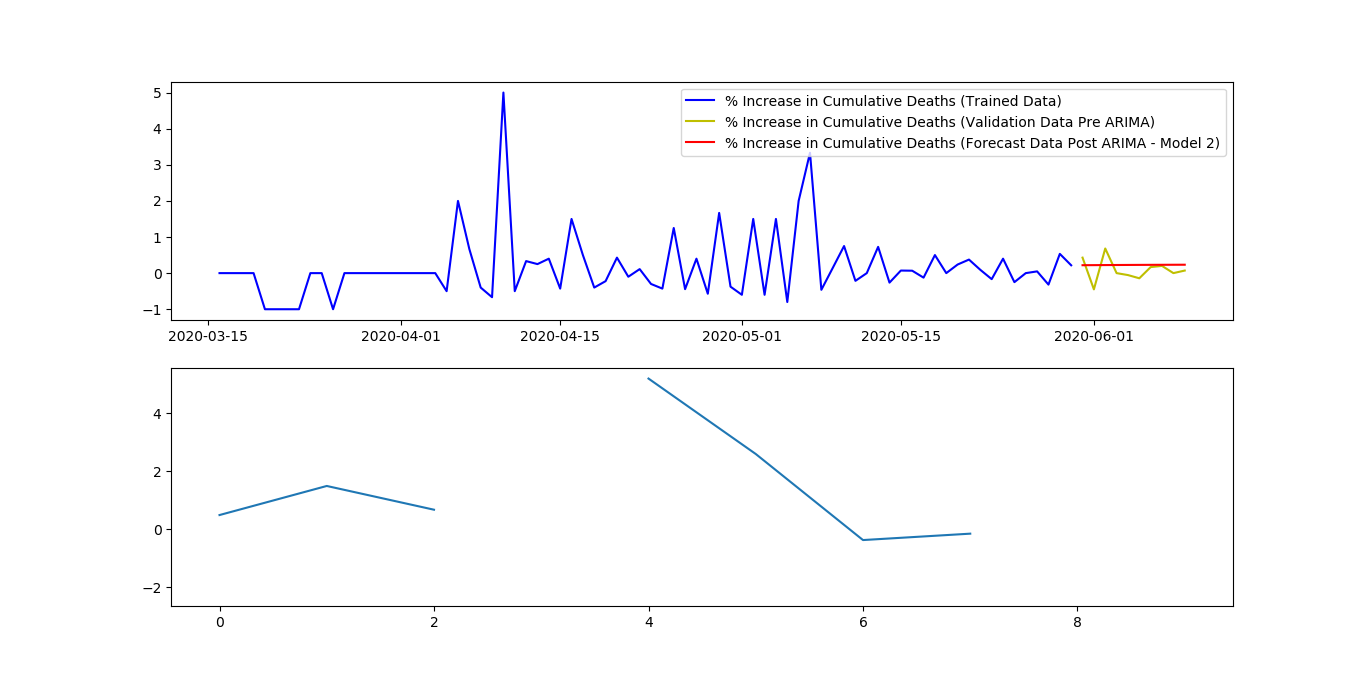 5
4
3
2
1
0
−1
% Increase in Cumulative Deaths (Trained Data)
% Increase in Cumulative Deaths (Validation Data Pre ARIMA)
% Increase in Cumulative Deaths (Forecast Data Post ARIMA - Model 2)
2020-03-15 2020-04-01 2020-04-15 2020-05-01 2020-05-15 2020-06-01
4
2
0
−2
0 2 4 6 8